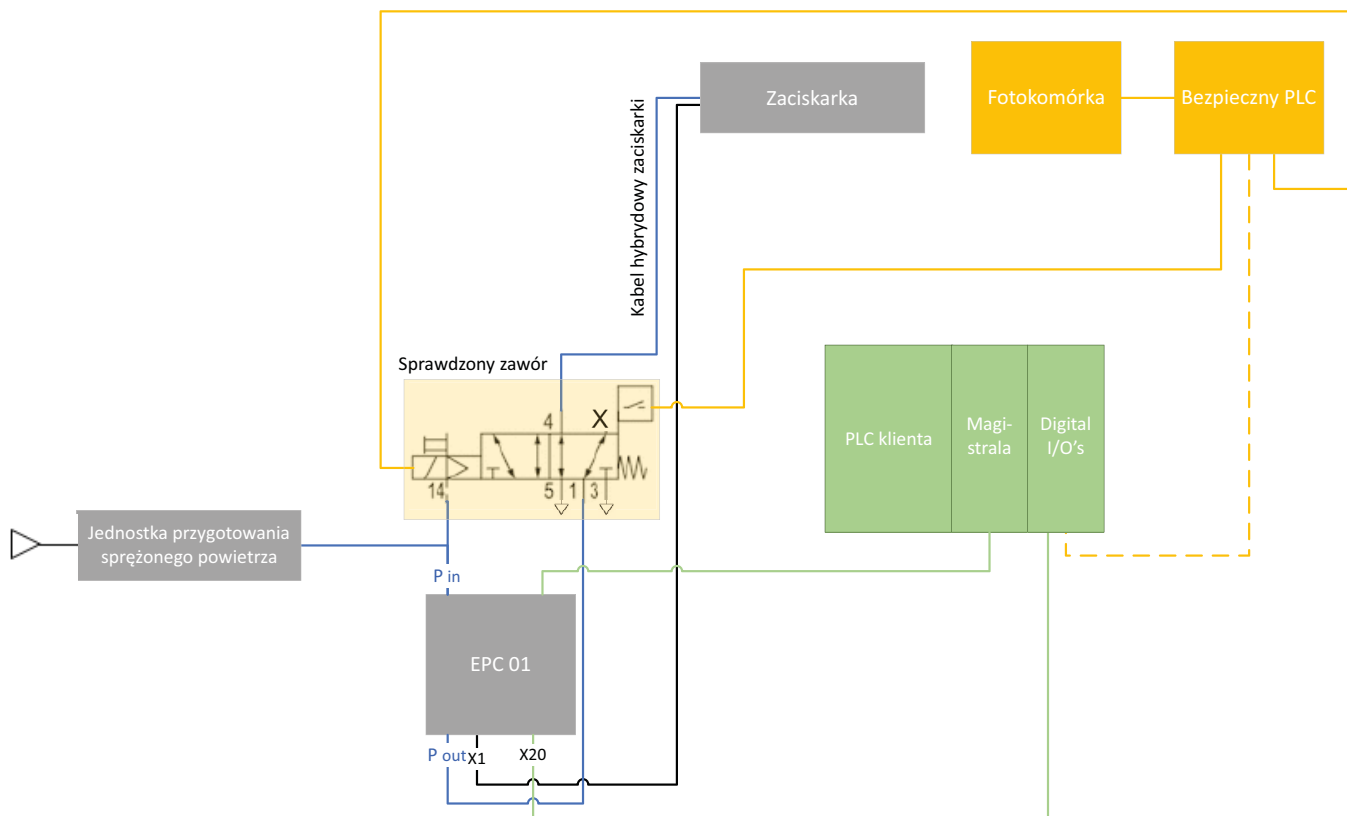 Fotokomórka
Bezpieczny PLC
Zaciskarka
Kabel hybrydowy zaciskarki
Sprawdzony zawór
4
X
14
5
1
3
PLC klienta
Magi-
strala
Digital
I/O's
Jednostka przygotowania
sprężonego powietrza
P in
EPC 01
P out
X1
X20